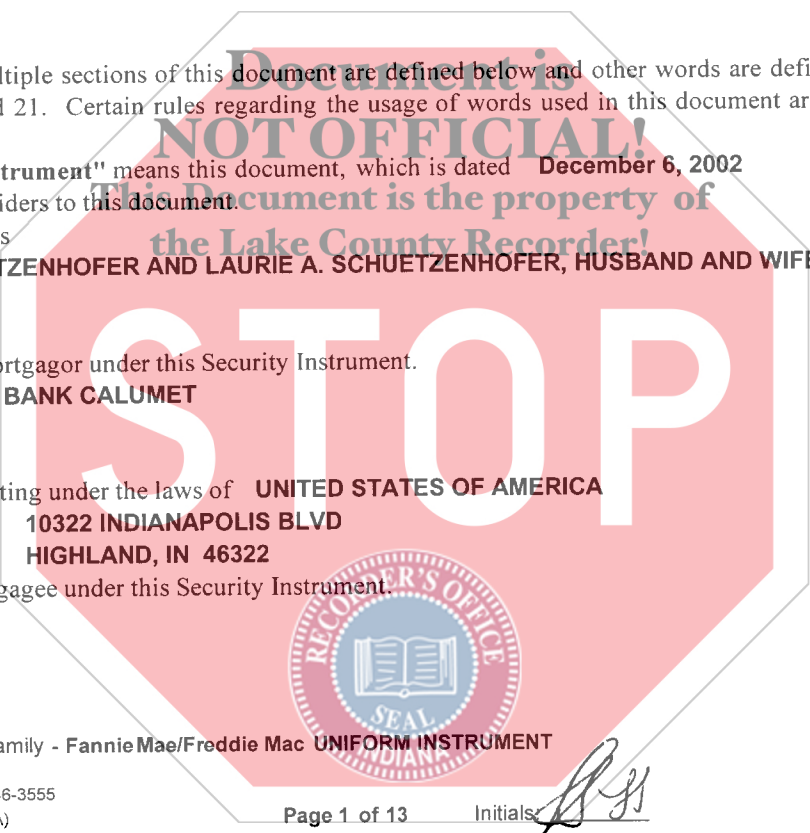 ltiple sections of this document are defined below and other words are defi
d 21. Certain rules regarding the usage of words used in this document ar
trument" means this document, which is dated December 6, 2002
iders to this document.
s
TZENHOFER AND LAURIE A. SCHUETZENHOFER, HUSBAND AND WIFE
ortgagor under this Security Instrument.
BANK CALUMET
ting under the laws of UNITED STATES OF AMERICA
10322 INDIANAPOLIS BLVD
HIGHLAND, IN 46322
gagee under this Security Instrument.
amily - Fannie Mae/Freddie Mac UNIFORM INSTRUMENT
6-3555
A)
Page 1 of 13 Initials:
Document is
NOT OFFICIAL!
This Document is the property of
the Lake County Recorder!
STOP
RECORDER'S OFFICE
SEAL
INDIANA